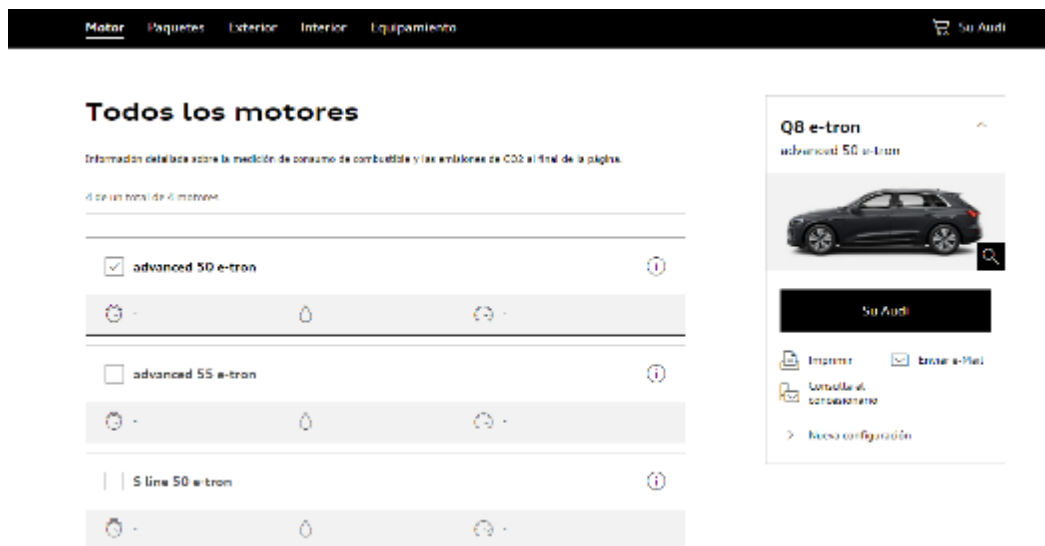 Motor Paquetes Exterior Interior Equipamiento Su Audi
Todos los motores
Información detallada sobre la medición de consumo de combustible y las emisiones de CO2 al final de la página.
4 de un total de 4 motores
advanced 50 e-tron
-
-
advanced 55 e-tron
-
-
S line 50 e-tron
-
-
Q8 e-tron
advanced 50 e-tron
Su Audi
Imprimir Enviar e-Mail
Consulta al
concesionario
Nueva configuración